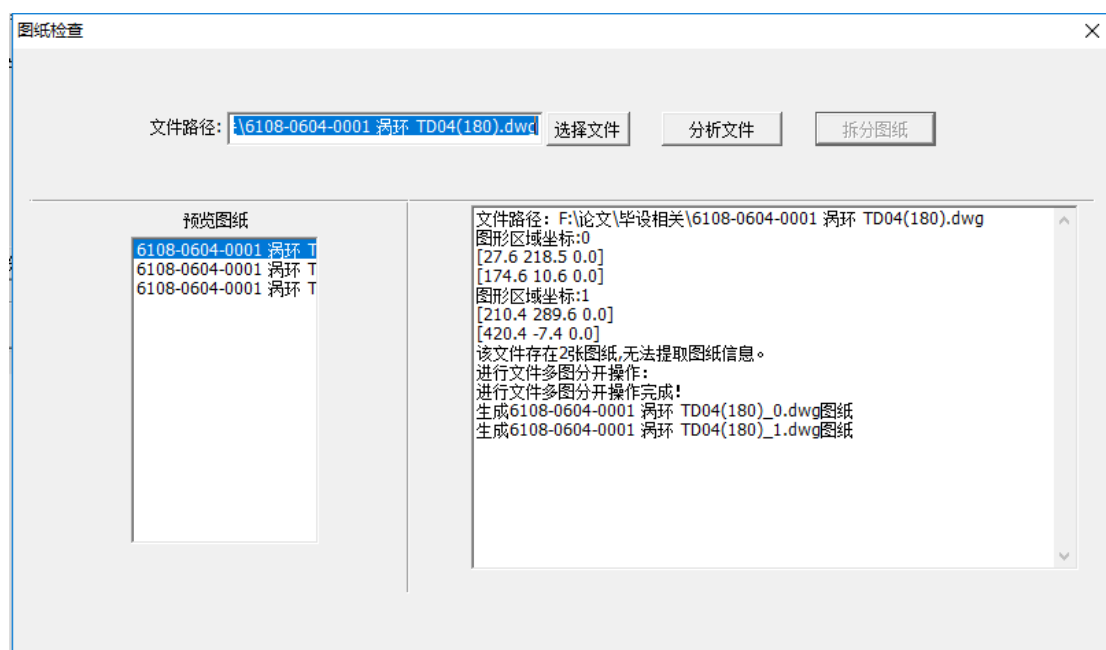 图纸检查
文件路径: :\6108-0604-0001 涡环 TD04(180).dwg 选择文件 分析文件 拆分图纸
预览图纸
6108-0604-0001 涡环 T
6108-0604-0001 涡环 T
6108-0604-0001 涡环 T
文件路径: F:\论文\毕设相关\6108-0604-0001 涡环 TD04(180).dwg
图形区域坐标:0
[27.6 218.5 0.0]
[174.6 10.6 0.0]
图形区域坐标:1
[210.4 289.6 0.0]
[420.4 -7.4 0.0]
该文件存在2张图纸,无法提取图纸信息。
进行文件多图分开操作:
进行文件多图分开操作完成!
生成6108-0604-0001 涡环 TD04(180)_0.dwg图纸
生成6108-0604-0001 涡环 TD04(180)_1.dwg图纸